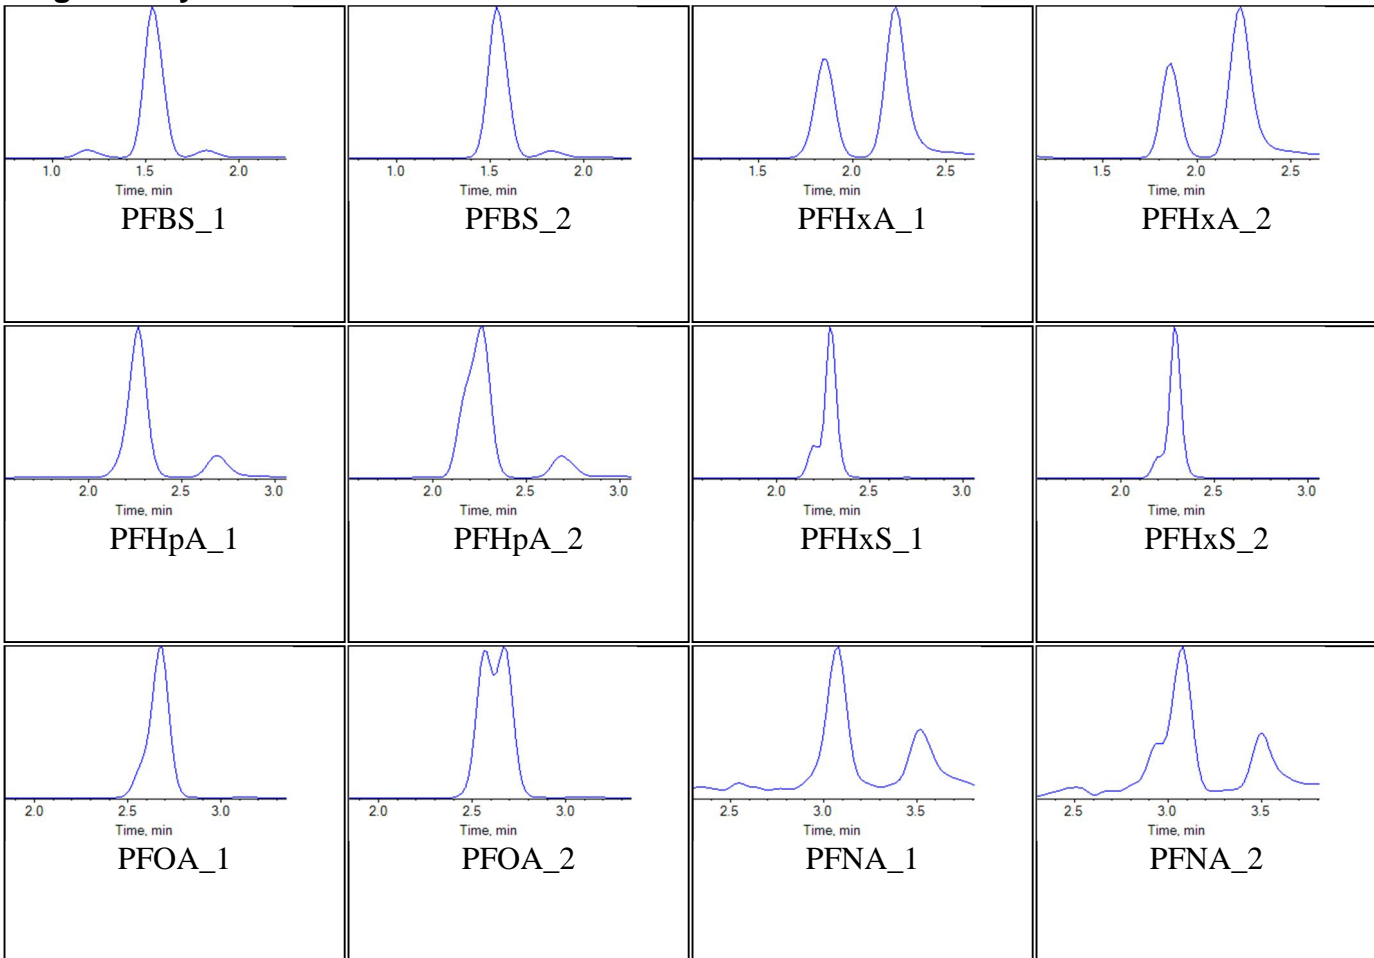 1.0 1.5 2.0
Time, min
PFBS_1
1.0 1.5 2.0
Time, min
PFBS_2
1.5 2.0 2.5
Time, min
PFHxA_1
1.5 2.0 2.5
Time, min
PFHxA_2
2.0 2.5 3.0
Time, min
PFHpA_1
2.0 2.5 3.0
Time, min
PFHpA_2
2.0 2.5 3.0
Time, min
PFHxS_1
2.0 2.5 3.0
Time, min
PFHxS_2
2.0 2.5 3.0
Time, min
PFOA_1
2.0 2.5 3.0
Time, min
PFOA_2
2.5 3.0 3.5
Time, min
PFNA_1
2.5 3.0 3.5
Time, min
PFNA_2